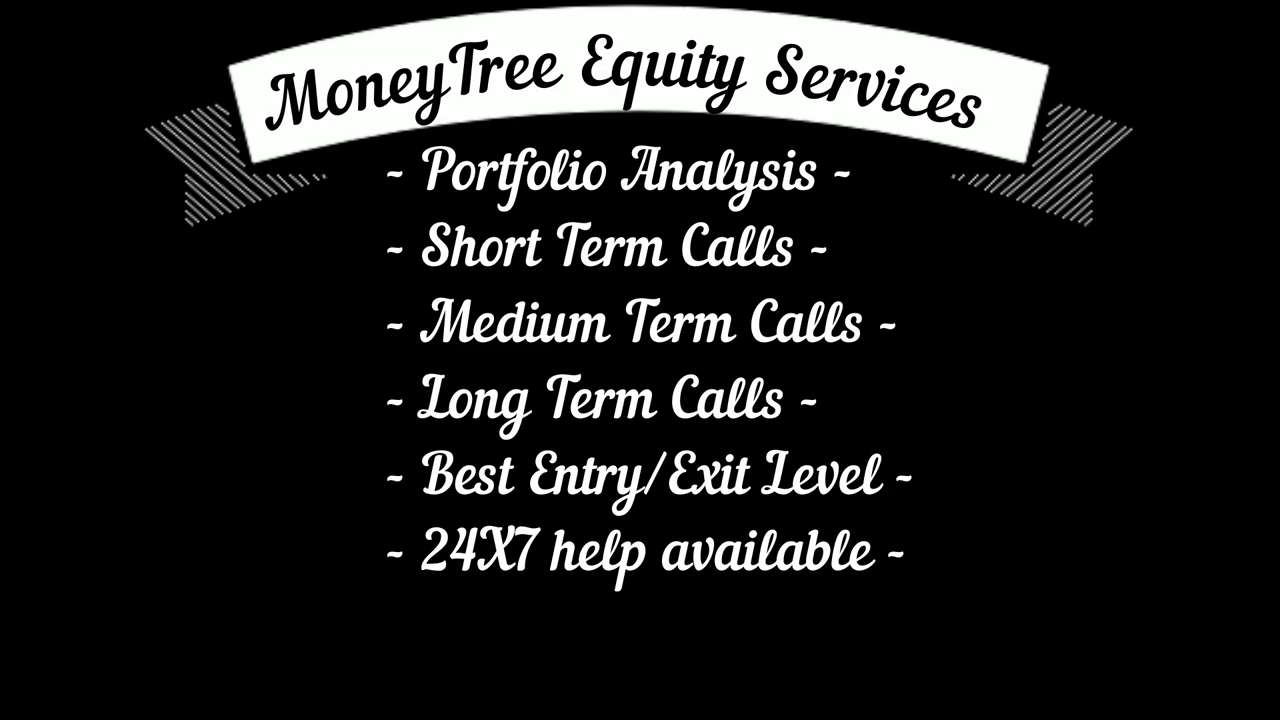 MoneyTree Equity Services
- Portfolio Analysis -
- Short Term Calls -
- Medium Term Calls -
- Long Term Calls -
- Best Entry/Exit Level -
- 24X7 help available -